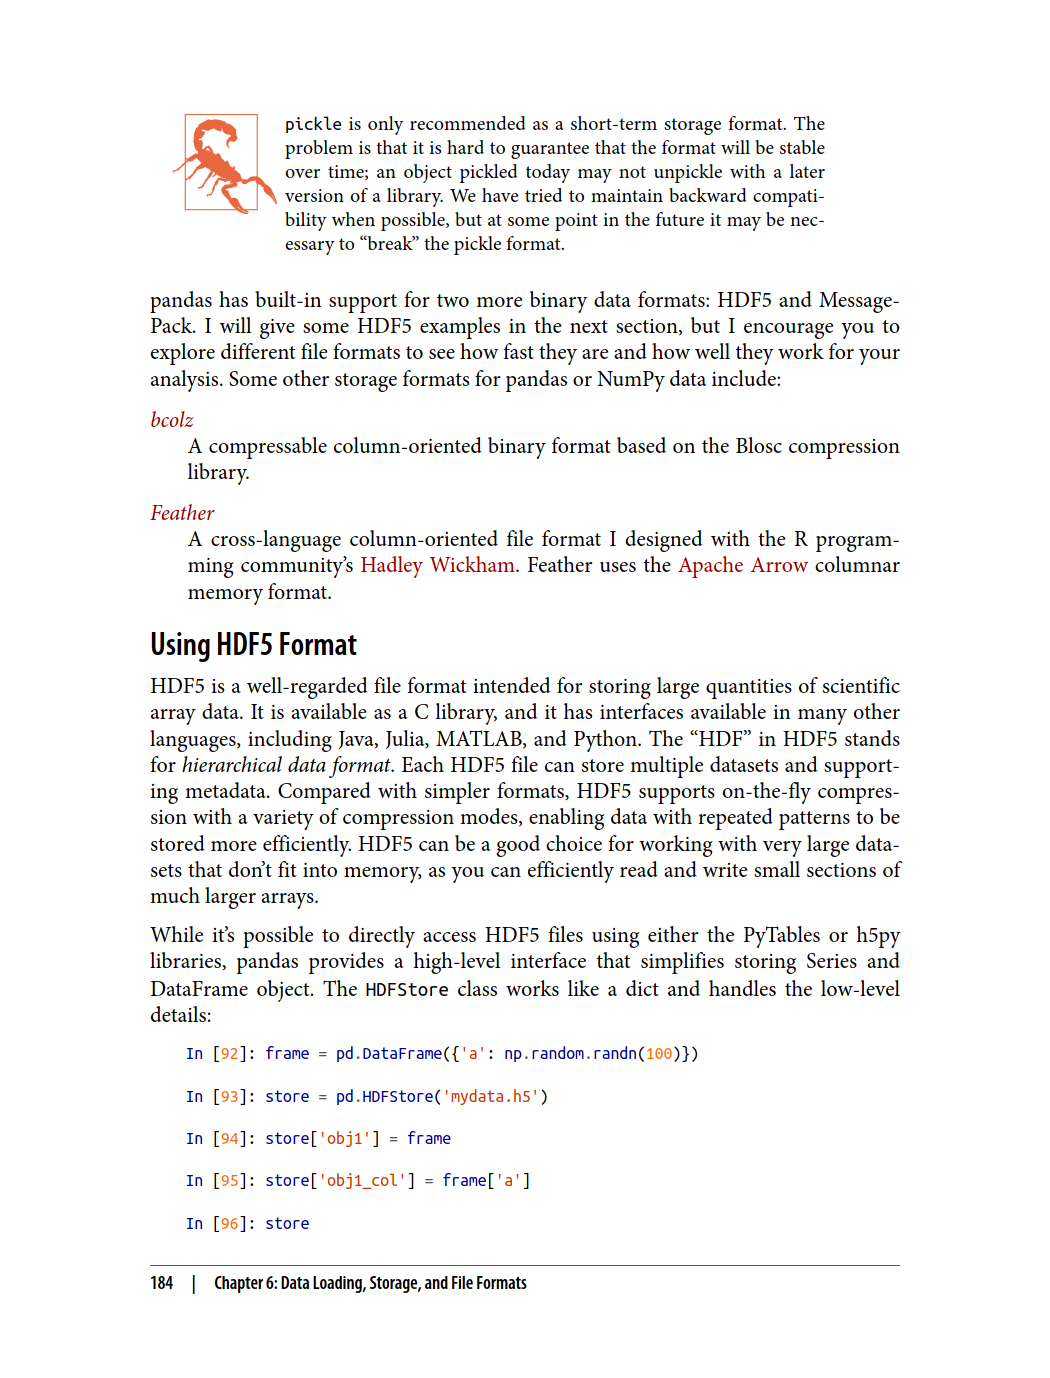 pickle is only recommended as a short-term storage format. The
problem is that it is hard to guarantee that the format will be stable
over time; an object pickled today may not unpickle with a later
version of a library. We have tried to maintain backward compati-
bility when possible, but at some point in the future it may be nec-
essary to “break” the pickle format.
pandas has built-in support for two more binary data formats: HDF5 and Message-
Pack. I will give some HDF5 examples in the next section, but I encourage you to
explore different file formats to see how fast they are and how well they work for your
analysis. Some other storage formats for pandas or NumPy data include:
bcolz
A compressable column-oriented binary format based on the Blosc compression
library.
Feather
A cross-language column-oriented file format I designed with the R program-
ming community’s Hadley Wickham. Feather uses the Apache Arrow columnar
memory format.
Using HDF5 Format
HDF5 is a well-regarded file format intended for storing large quantities of scientific
array data. It is available as a C library, and it has interfaces available in many other
languages, including Java, Julia, MATLAB, and Python. The “HDF” in HDF5 stands
for hierarchical data format. Each HDF5 file can store multiple datasets and support-
ing metadata. Compared with simpler formats, HDF5 supports on-the-fly compres-
sion with a variety of compression modes, enabling data with repeated patterns to be
stored more efficiently. HDF5 can be a good choice for working with very large data-
sets that don’t fit into memory, as you can efficiently read and write small sections of
much larger arrays.
While it’s possible to directly access HDF5 files using either the PyTables or h5py
libraries, pandas provides a high-level interface that simplifies storing Series and
DataFrame object. The HDFStore class works like a dict and handles the low-level
details:
In [92]: frame = pd.DataFrame({'a': np.random.randn(100)})
In [93]: store = pd.HDFStore('mydata.h5')
In [94]: store['obj1'] = frame
In [95]: store['obj1_col'] = frame['a']
In [96]: store
184 | Chapter 6: Data Loading, Storage, and File Formats